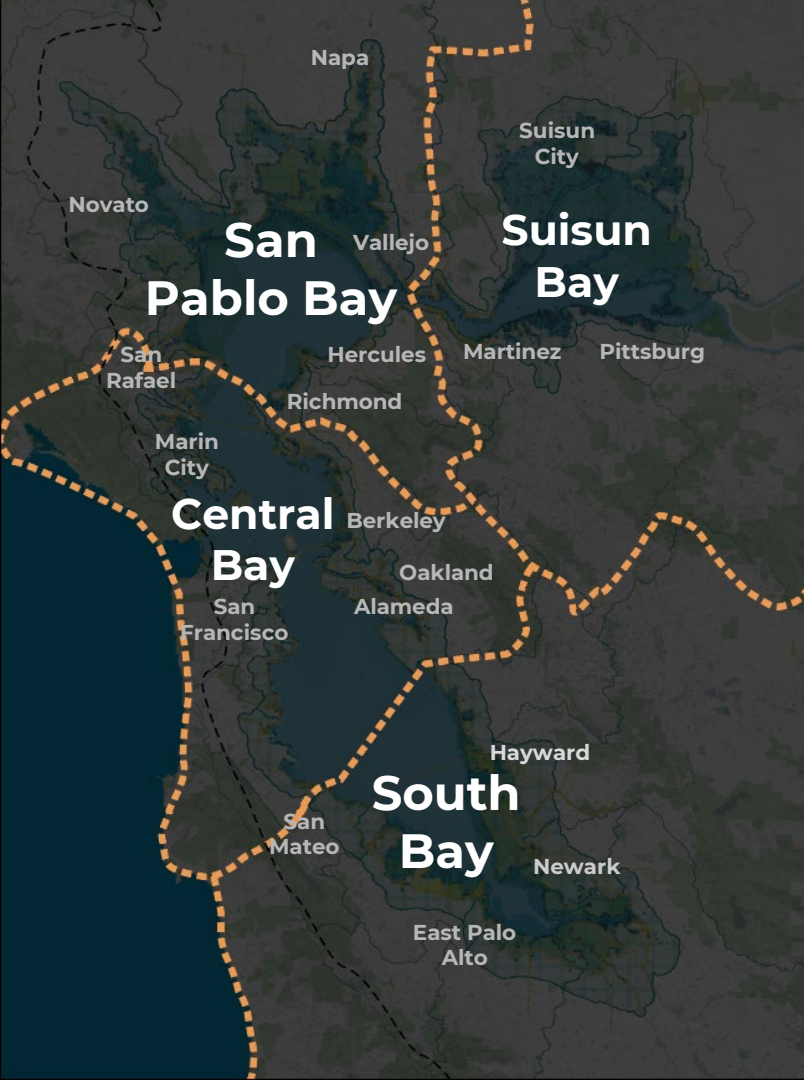 Napa
Suisun
City
Novato
San
Pablo Bay
Vallejo
Suisun
Bay
San
Rafael
Hercules
Martinez
Pittsburg
Richmond
Marin
City
Central
Bay
Berkeley
Oakland
San
Francisco
Alameda
Hayward
South
Bay
San
Mateo
Newark
East Palo
Alto